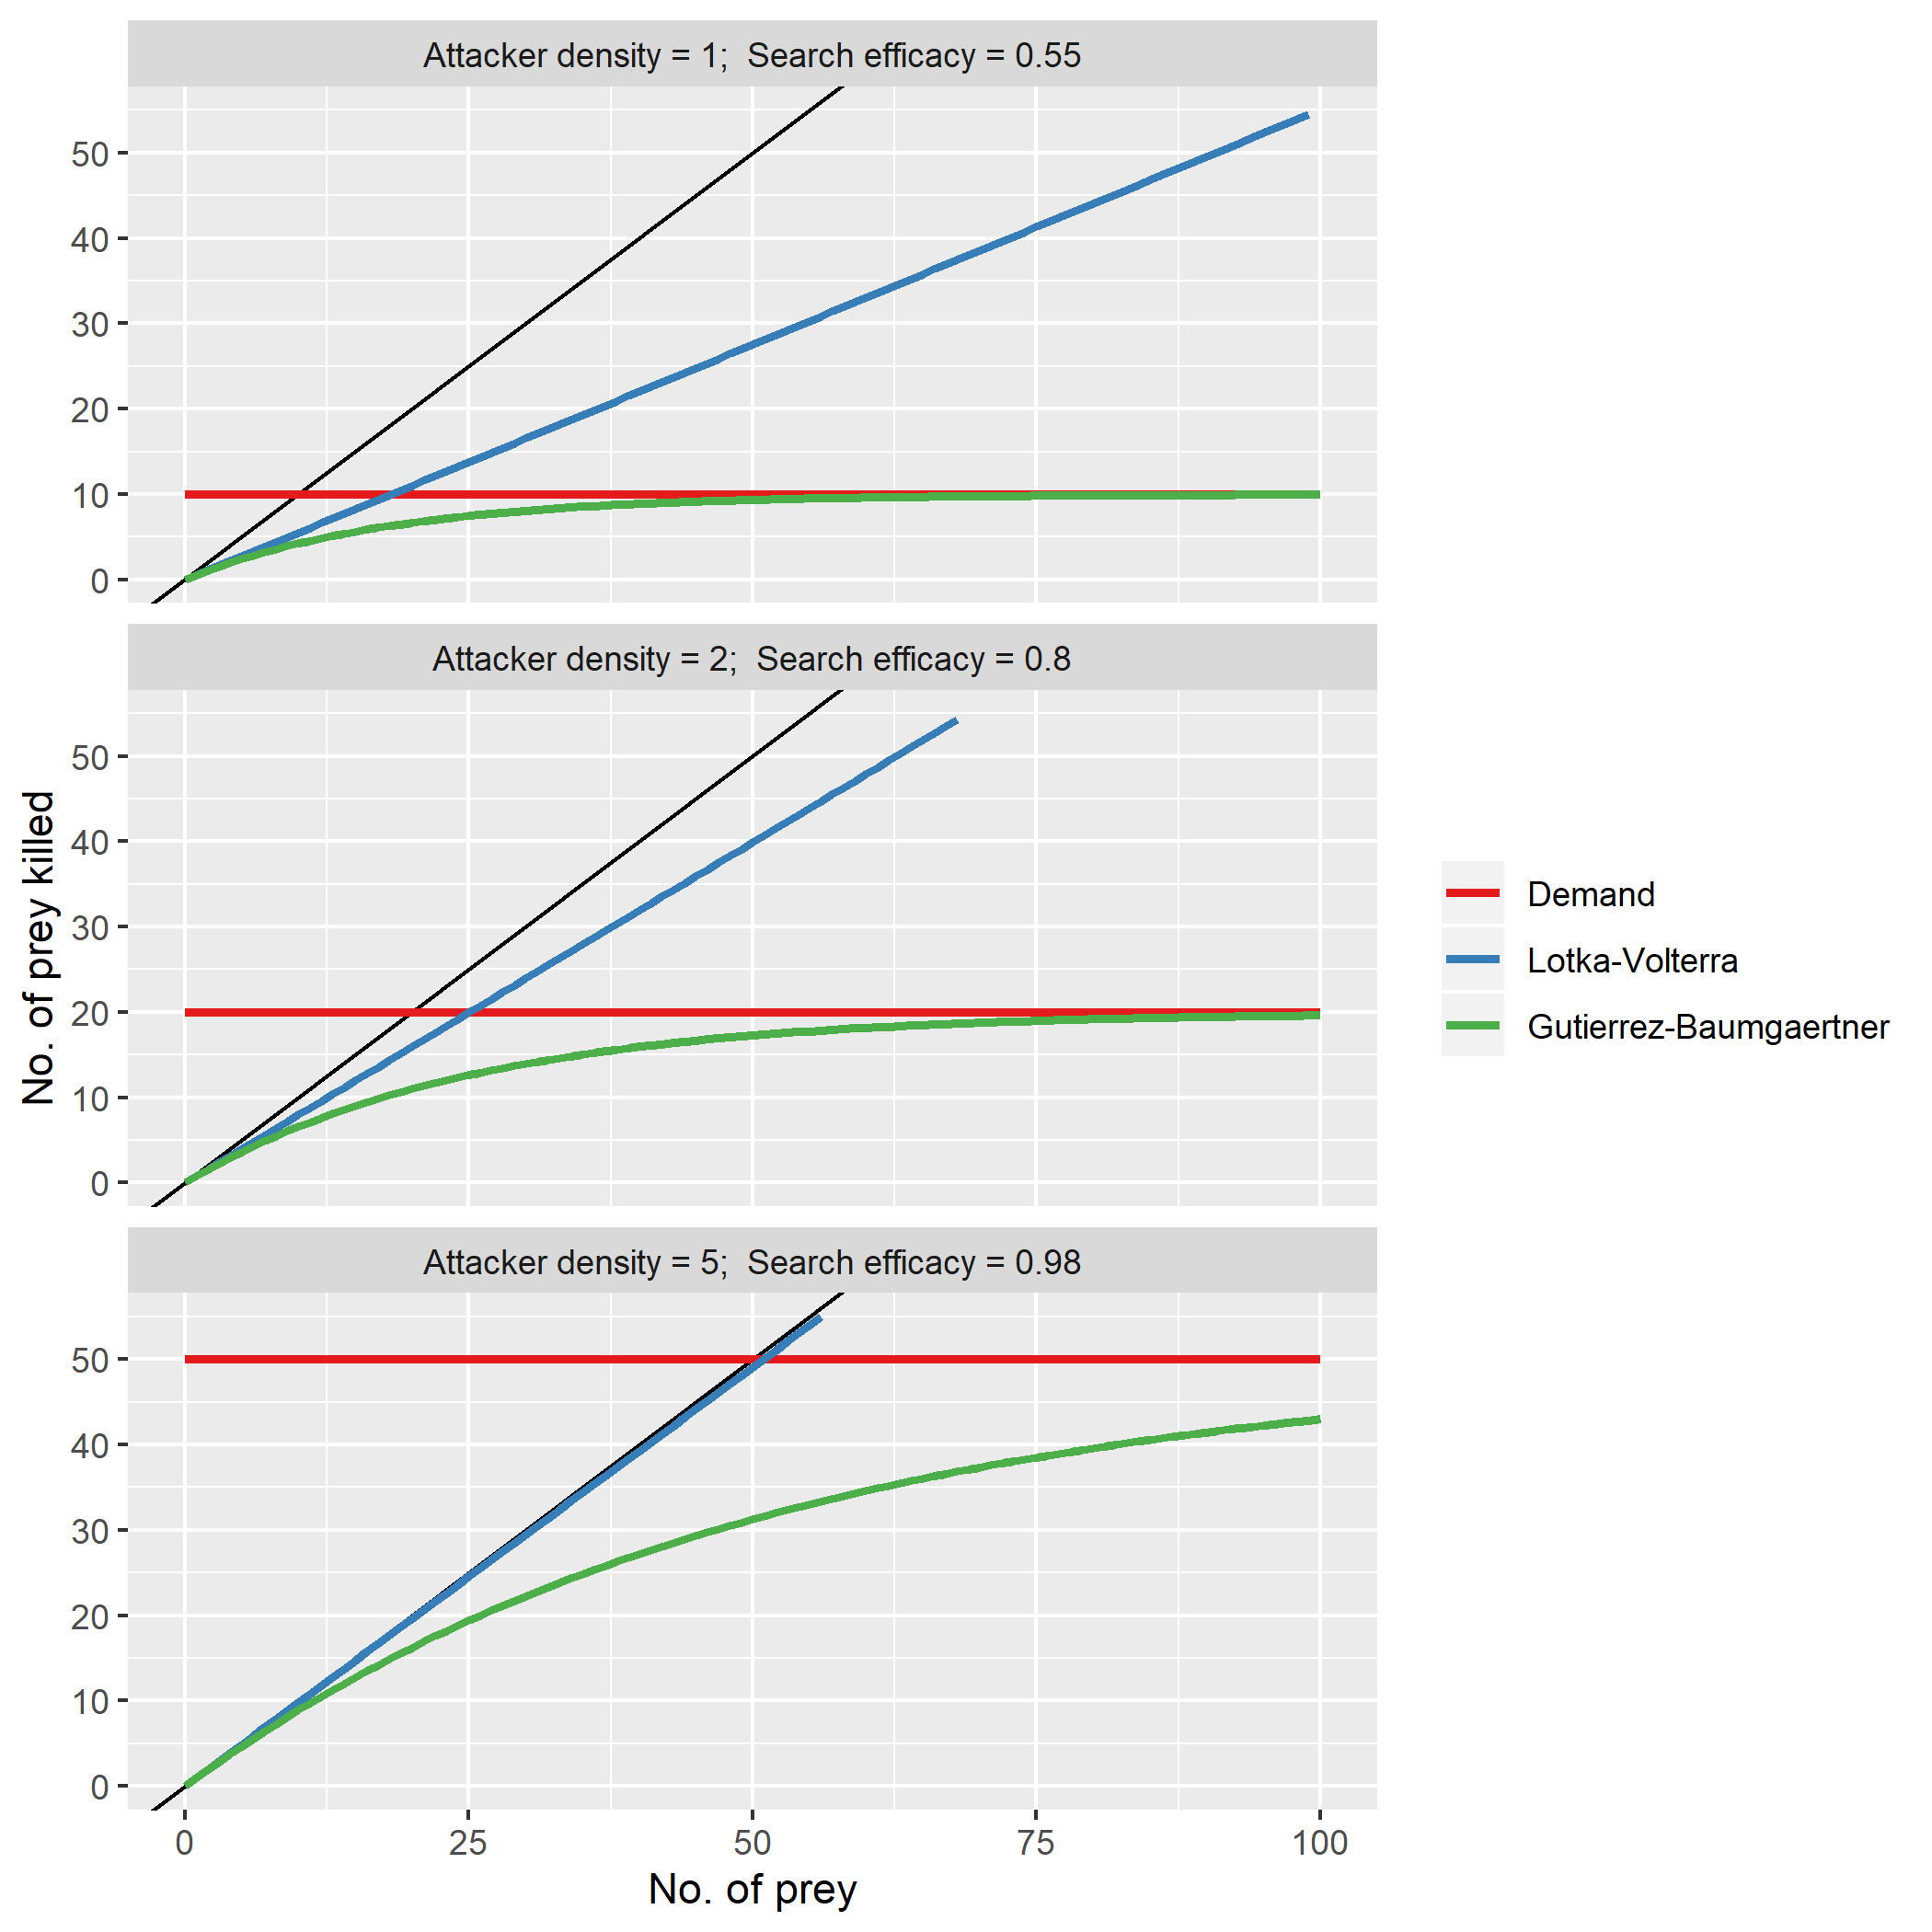 Attacker density = 1;  Search efficacy = 0.55
50
40
30
20
10
0
Attacker density = 2;  Search efficacy = 0.8
50
40
30
20
10
0
Attacker density = 5;  Search efficacy = 0.98
50
40
30
20
10
0
0 25 50 75 100
No. of prey
No. of prey killed
Demand
Lotka-Volterra
Gutierrez-Baumgaertner